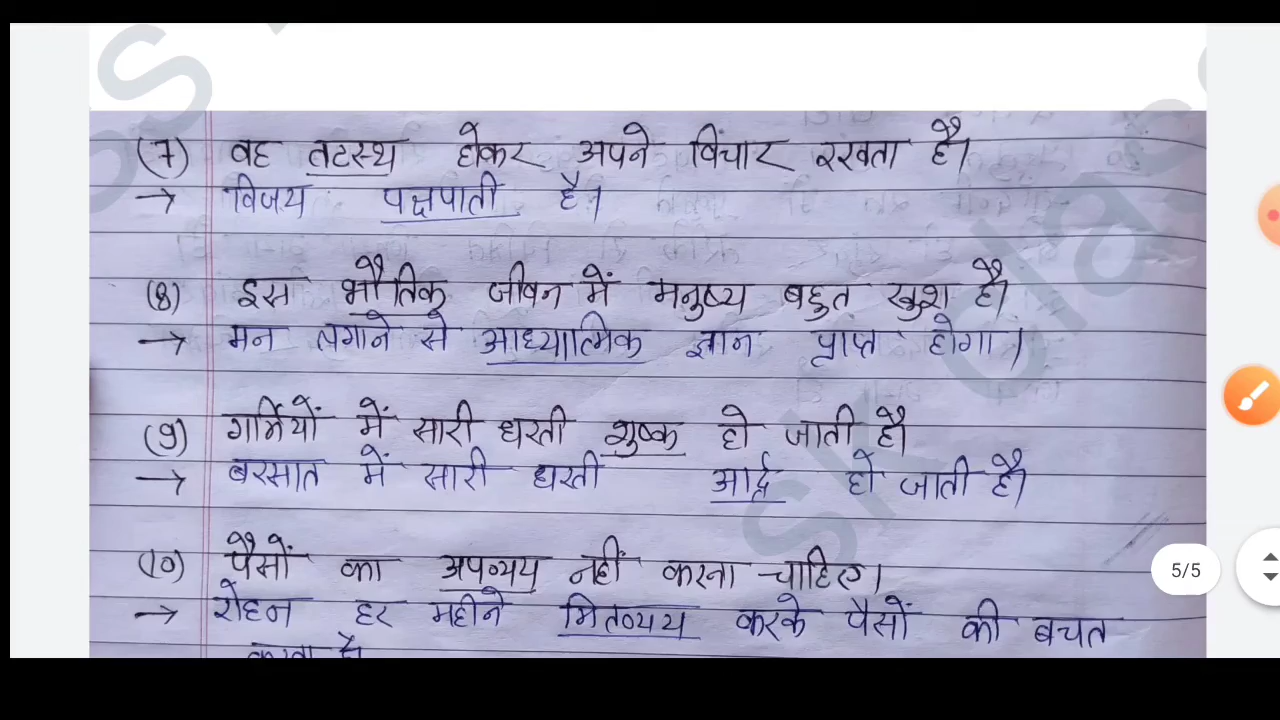 (7) वह तटस्थ होकर अपने विचार रखता है।
→ विजय पक्षपाती है।
(8) इस भौतिक जीवन में मनुष्य बहुत खुश है।
→ मन लगाने से आध्यात्मिक ज्ञान प्राप्त होगा।
(9) गर्मियों में सारी धरती शुष्क हो जाती है।
→ बरसात में सारी धरती आर्द्र हो जाती है।
(10) पैसों का अपव्यय नहीं करना चाहिए।
→ रोहन हर महीने मितव्यय करके पैसों की बचत
करता है
5/5